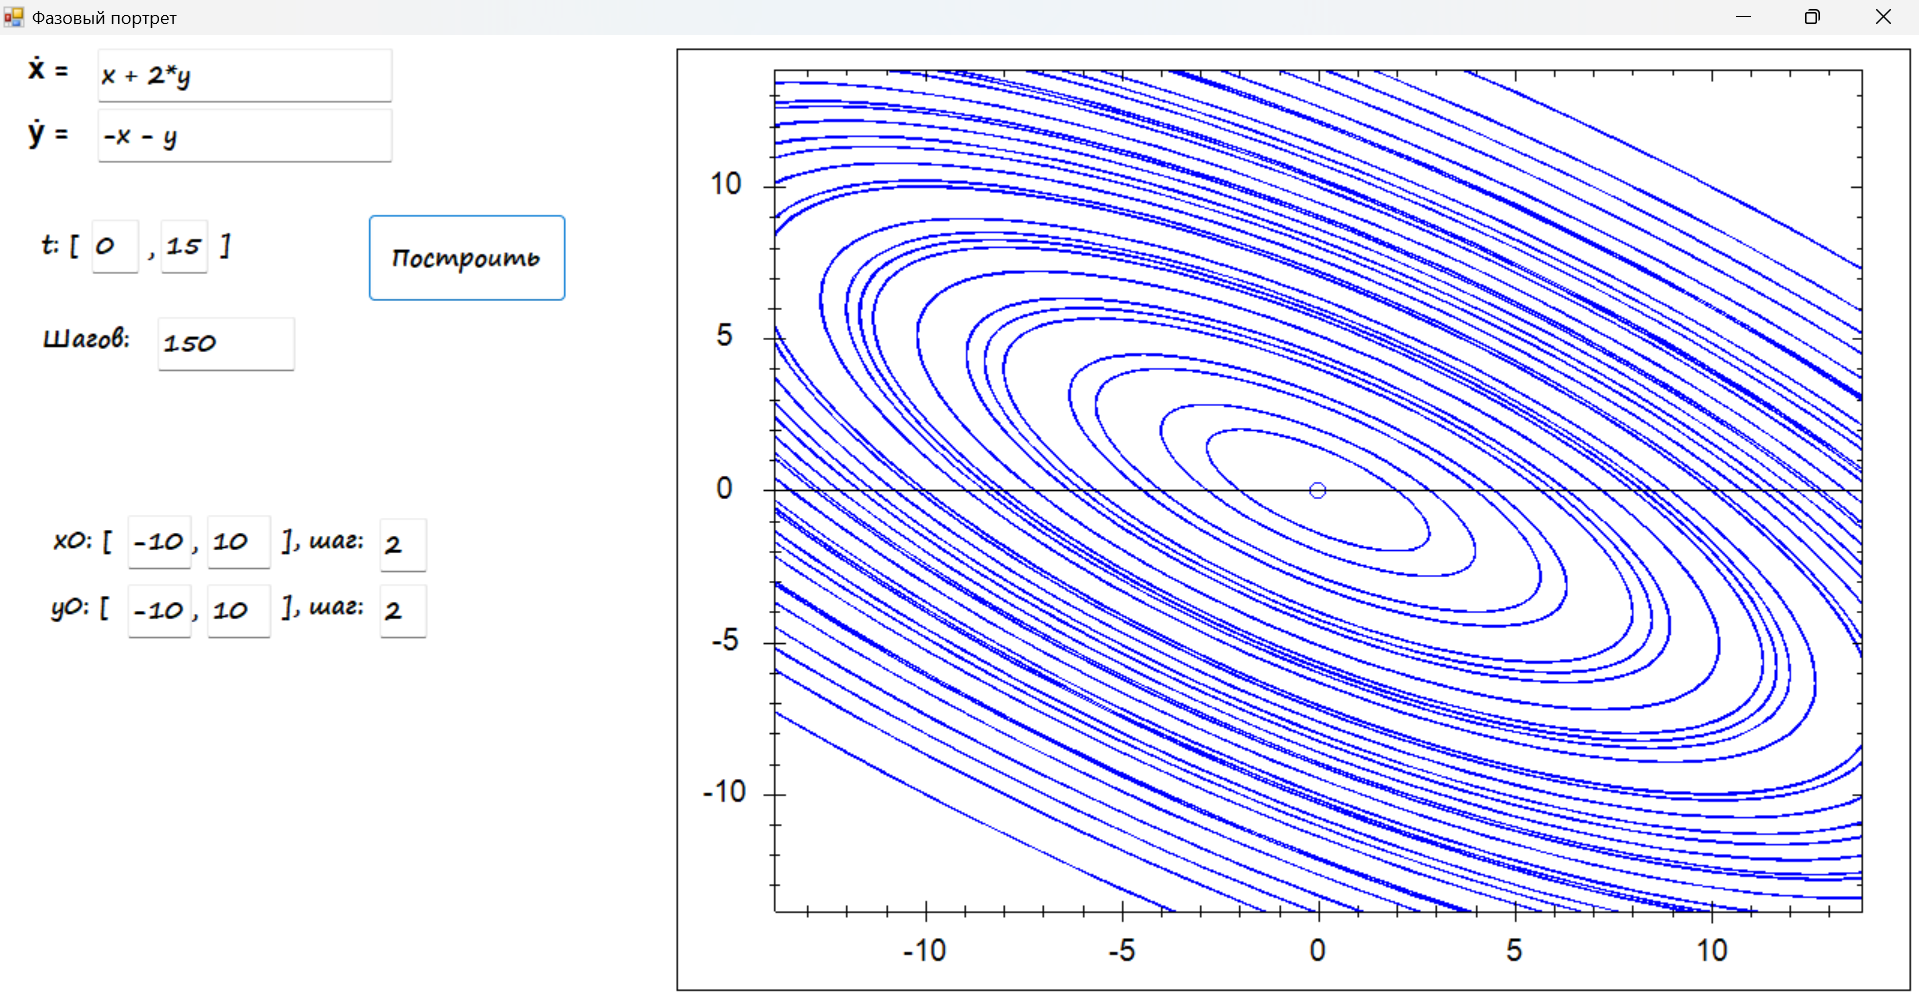 Фазовый портрет
ẋ = x + 2*y
ẏ = -x - y
t: [ 0 , 15 ]
Построить
Шагов: 150
x0: [ -10 , 10 ], шаг: 2
y0: [ -10 , 10 ], шаг: 2
10
5
0
-5
-10
-10 -5 0 5 10